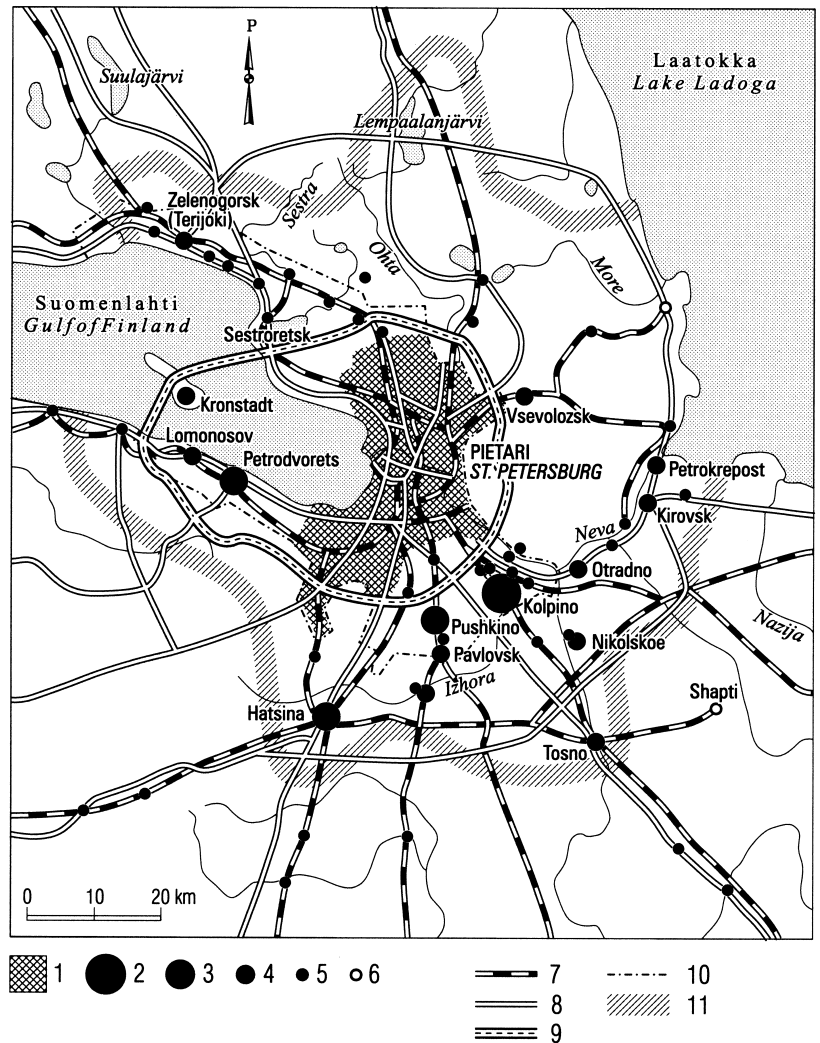 P
Laatokka
Lake Ladoga
Suulajärvi
Lempaalanjärvi
Zelenogorsk
(Terijóki)
Sestra
Ohta
More
Suomenlahti
Gulf of Finland
Sestroretsk
Kronstadt
Vsevolozsk
Lomonosov
Petrodvorets
PIETARI
ST. PETERSBURG
Petrokrepost
Kirovsk
Neva
Otradno
Kolpino
Pushkino
Nikolskoe
Nazija
Pavlovsk
Izhora
Shapti
Hatsina
Tosno
0 10 20 km
1 2 3 4 5 6 7 10
8 11
9